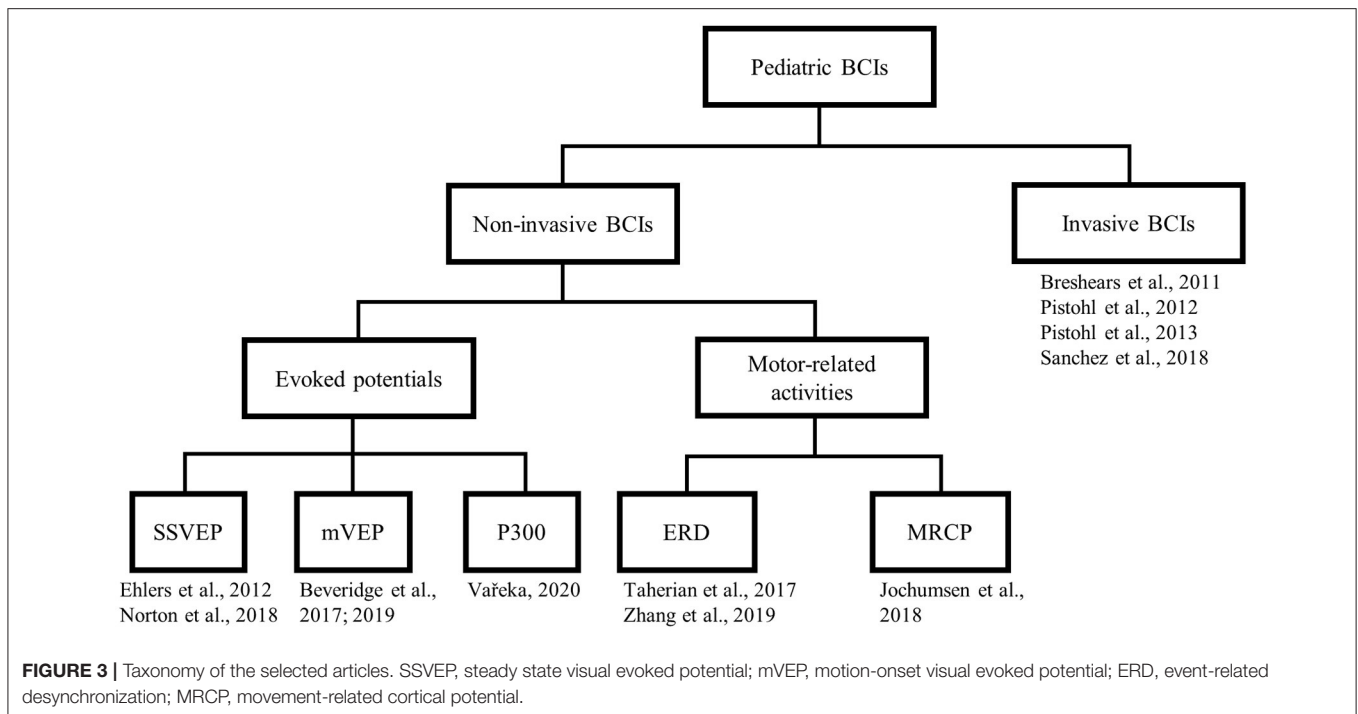 Pediatric BCIs
Non-invasive BCIs
Invasive BCIs
Breshears et al., 2011
Pistohl et al., 2012
Pistohl et al., 2013
Sanchez et al., 2018
Evoked potentials
Motor-related
activities
SSVEP
mVEP
P300
ERD
MRCP
Ehlers et al., 2012
Norton et al., 2018
Beveridge et al.,
2017; 2019
Vařeka, 2020
Taherian et al., 2017
Zhang et al., 2019
Jochumsen et al.,
2018
FIGURE 3 | Taxonomy of the selected articles. SSVEP, steady state visual evoked potential; mVEP, motion-onset visual evoked potential; ERD, event-related
desynchronization; MRCP, movement-related cortical potential.